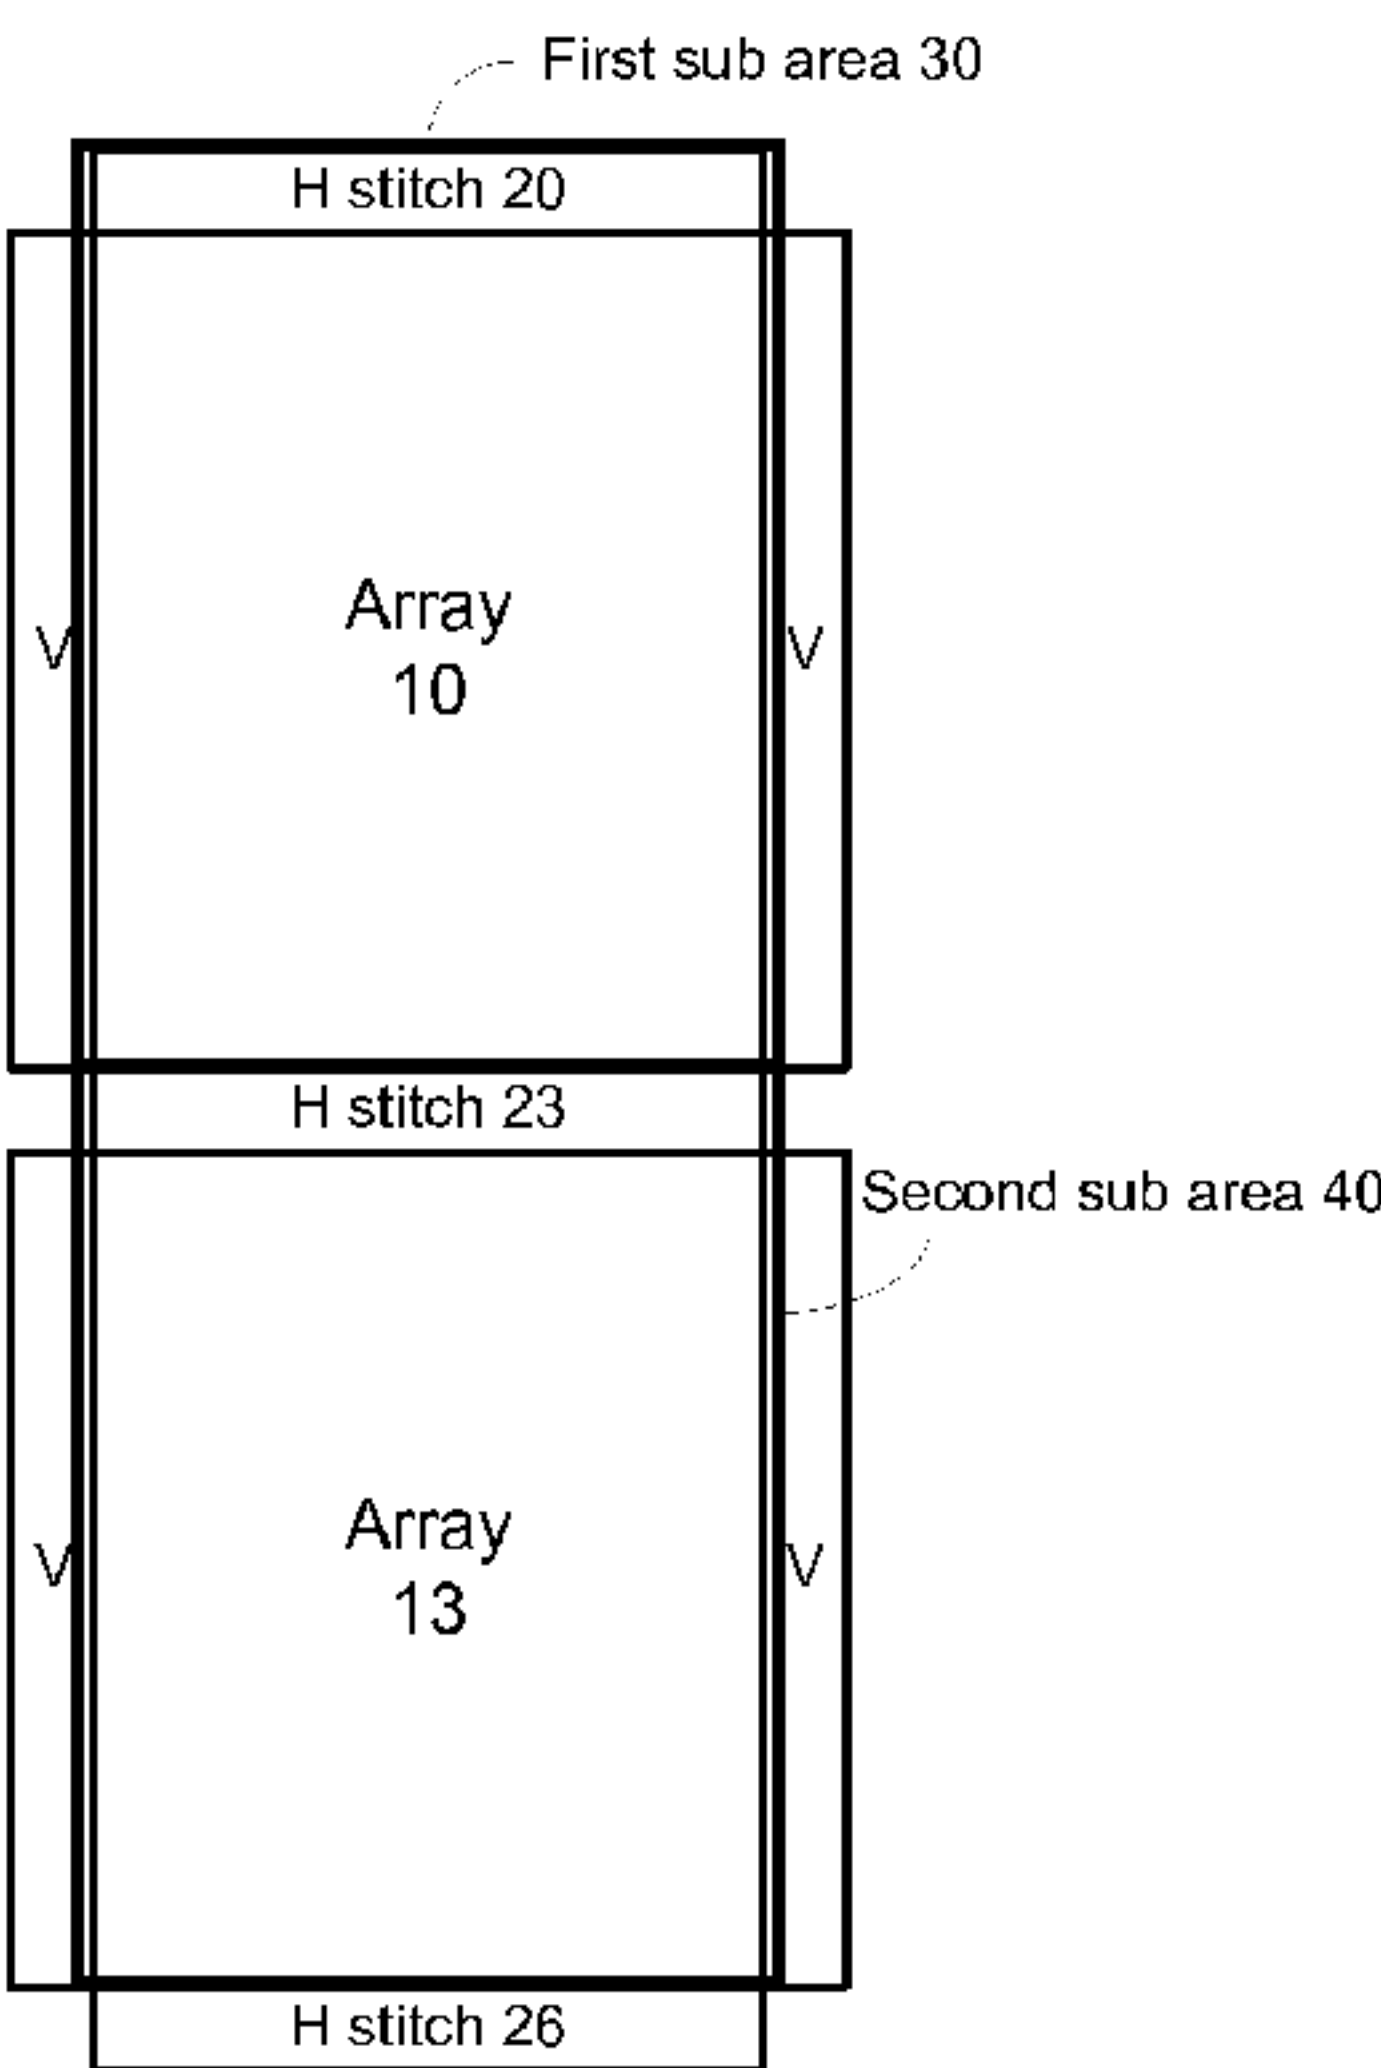 First sub area 30
H stitch 20
Array
10
V
V
H stitch 23
Second sub area 40
Array
13
V
V
H stitch 26